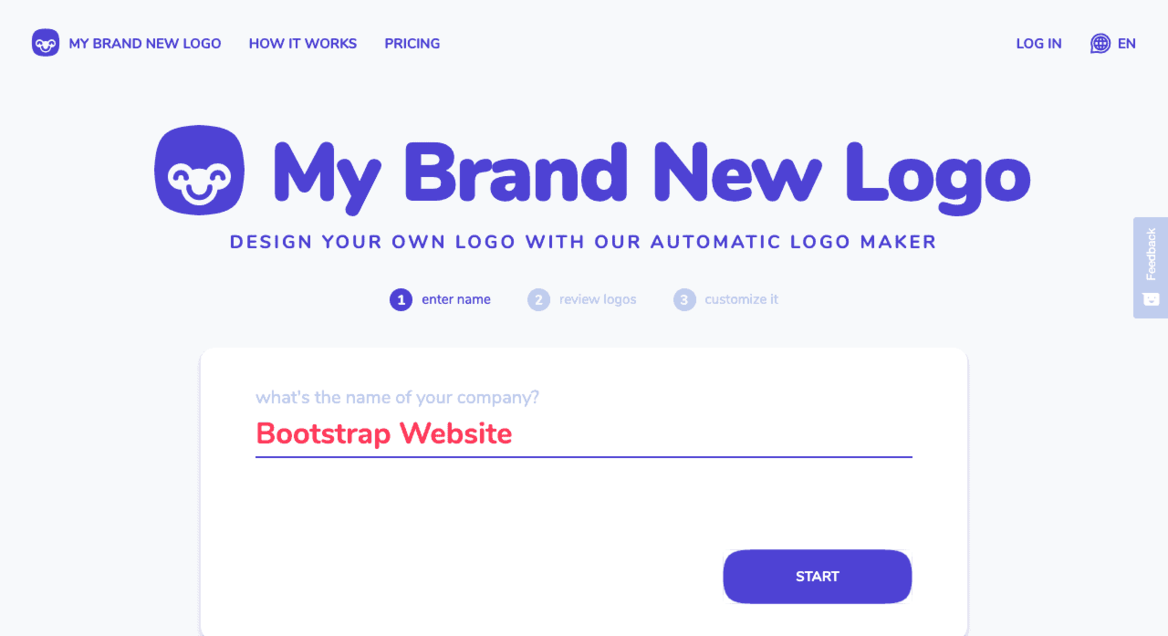 MY BRAND NEW LOGO HOW IT WORKS PRICING LOG IN EN
My Brand New Logo
DESIGN YOUR OWN LOGO WITH OUR AUTOMATIC LOGO MAKER
Feedback
1 enter name 2 review logos 3 customize it
what's the name of your company?
Bootstrap Website
START